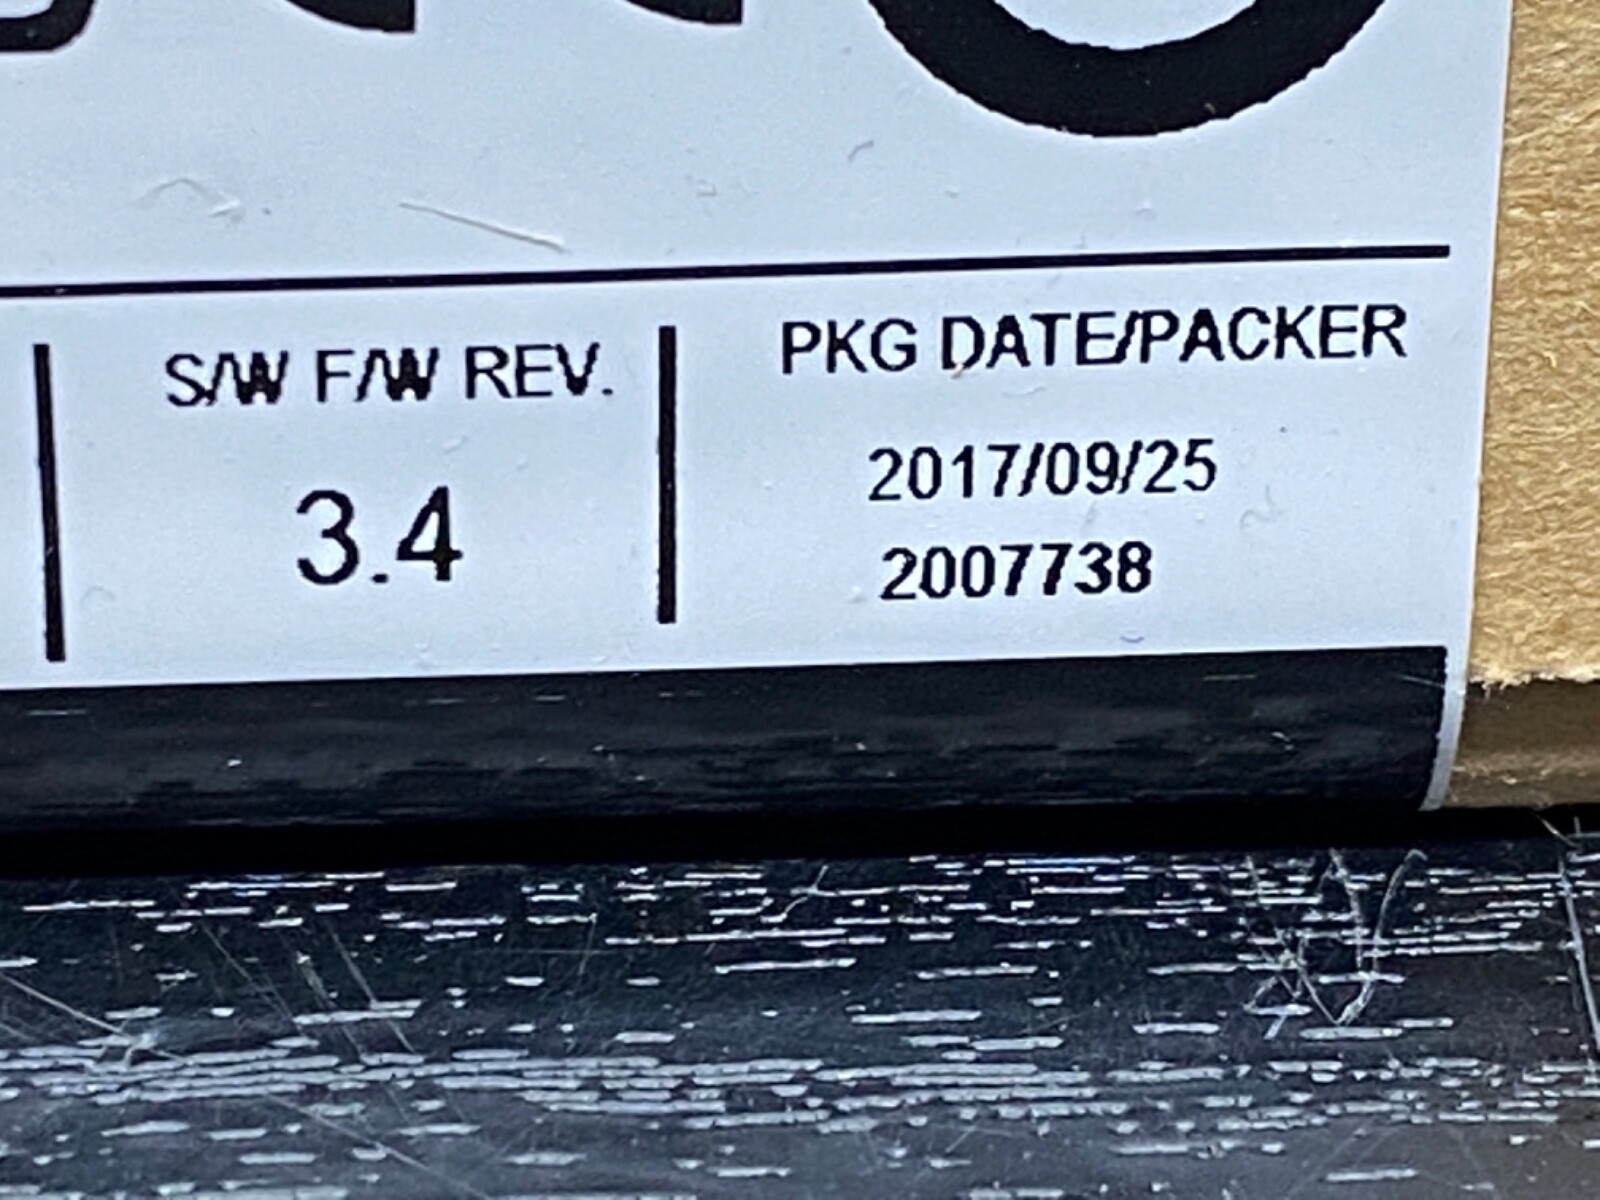 S/W F/W REV.
3.4
PKG DATE/PACKER
2017/09/25
2007738